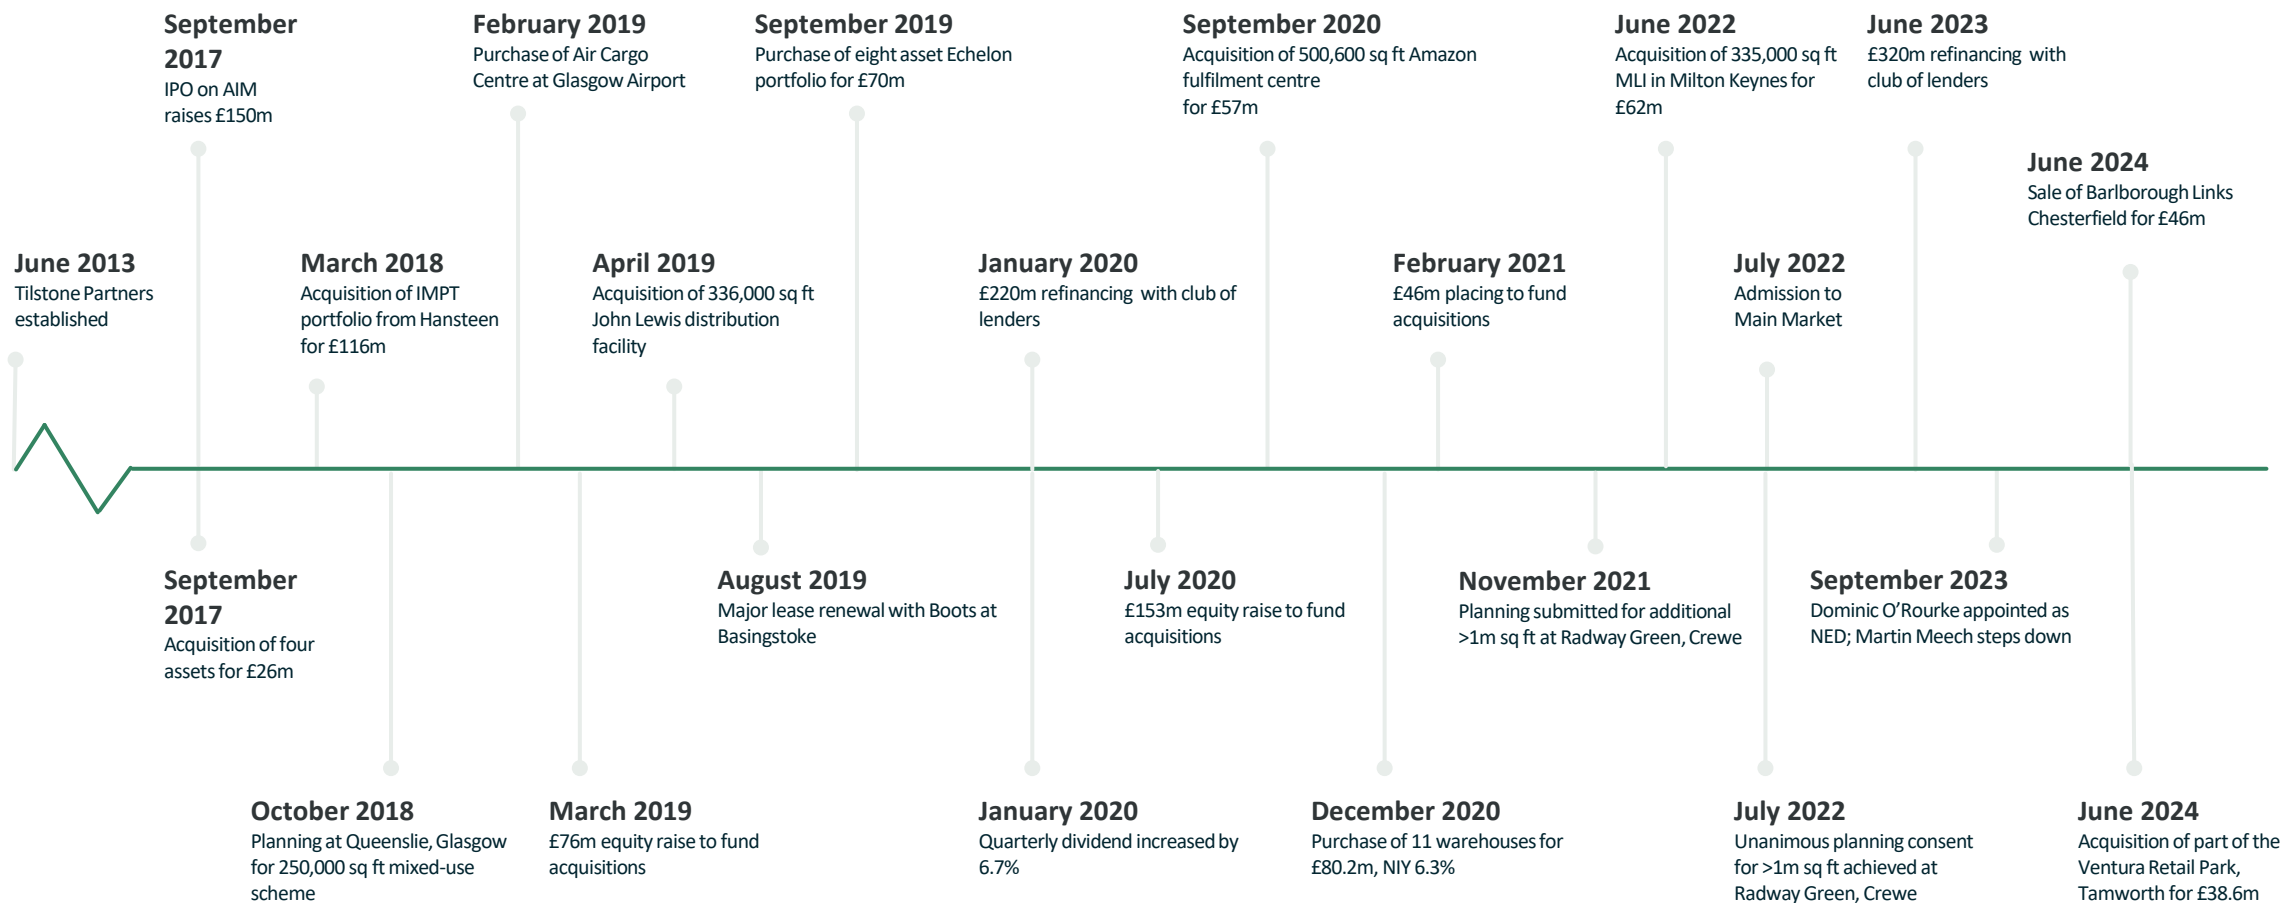 September
2017
IPO on AIM
raises £150m
February 2019
Purchase of Air Cargo
Centre at Glasgow Airport
September 2019
Purchase of eight asset Echelon
portfolio for £70m
September 2020
Acquisition of 500,600 sq ft Amazon
fulfilment centre
for £57m
June 2022
Acquisition of 335,000 sq ft
MLI in Milton Keynes for
£62m
June 2023
£320m refinancing with
club of lenders
June 2024
Sale of Barlborough Links
Chesterfield for £46m
June 2013
Tilstone Partners
established
March 2018
Acquisition of IMPT
portfolio from Hansteen
for £116m
April 2019
Acquisition of 336,000 sq ft
John Lewis distribution
facility
January 2020
£220m refinancing with club of
lenders
February 2021
£46m placing to fund
acquisitions
July 2022
Admission to
Main Market
September
2017
Acquisition of four
assets for £26m
August 2019
Major lease renewal with Boots at
Basingstoke
July 2020
£153m equity raise to fund
acquisitions
November 2021
Planning submitted for additional
>1m sq ft at Radway Green, Crewe
September 2023
Dominic O’Rourke appointed as
NED; Martin Meech steps down
October 2018
Planning at Queenslie, Glasgow
for 250,000 sq ft mixed-use
scheme
March 2019
£76m equity raise to fund
acquisitions
January 2020
Quarterly dividend increased by
6.7%
December 2020
Purchase of 11 warehouses for
£80.2m, NIY 6.3%
July 2022
Unanimous planning consent
for >1m sq ft achieved at
Radway Green, Crewe
June 2024
Acquisition of part of the
Ventura Retail Park,
Tamworth for £38.6m